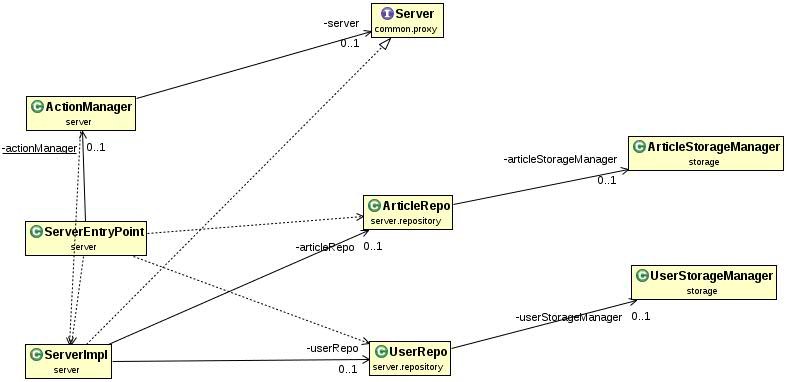 I Server
common.proxy
-server
0..1
C ActionManager
server
-actionManager
0..1
C ArticleStorageManager
storage
-articleStorageManager
0..1
C ArticleRepo
server.repository
C ServerEntryPoint
server
-articleRepo
0..1
C UserStorageManager
storage
-userStorageManager
0..1
C ServerImpl
server
-userRepo
0..1
C UserRepo
server.repository